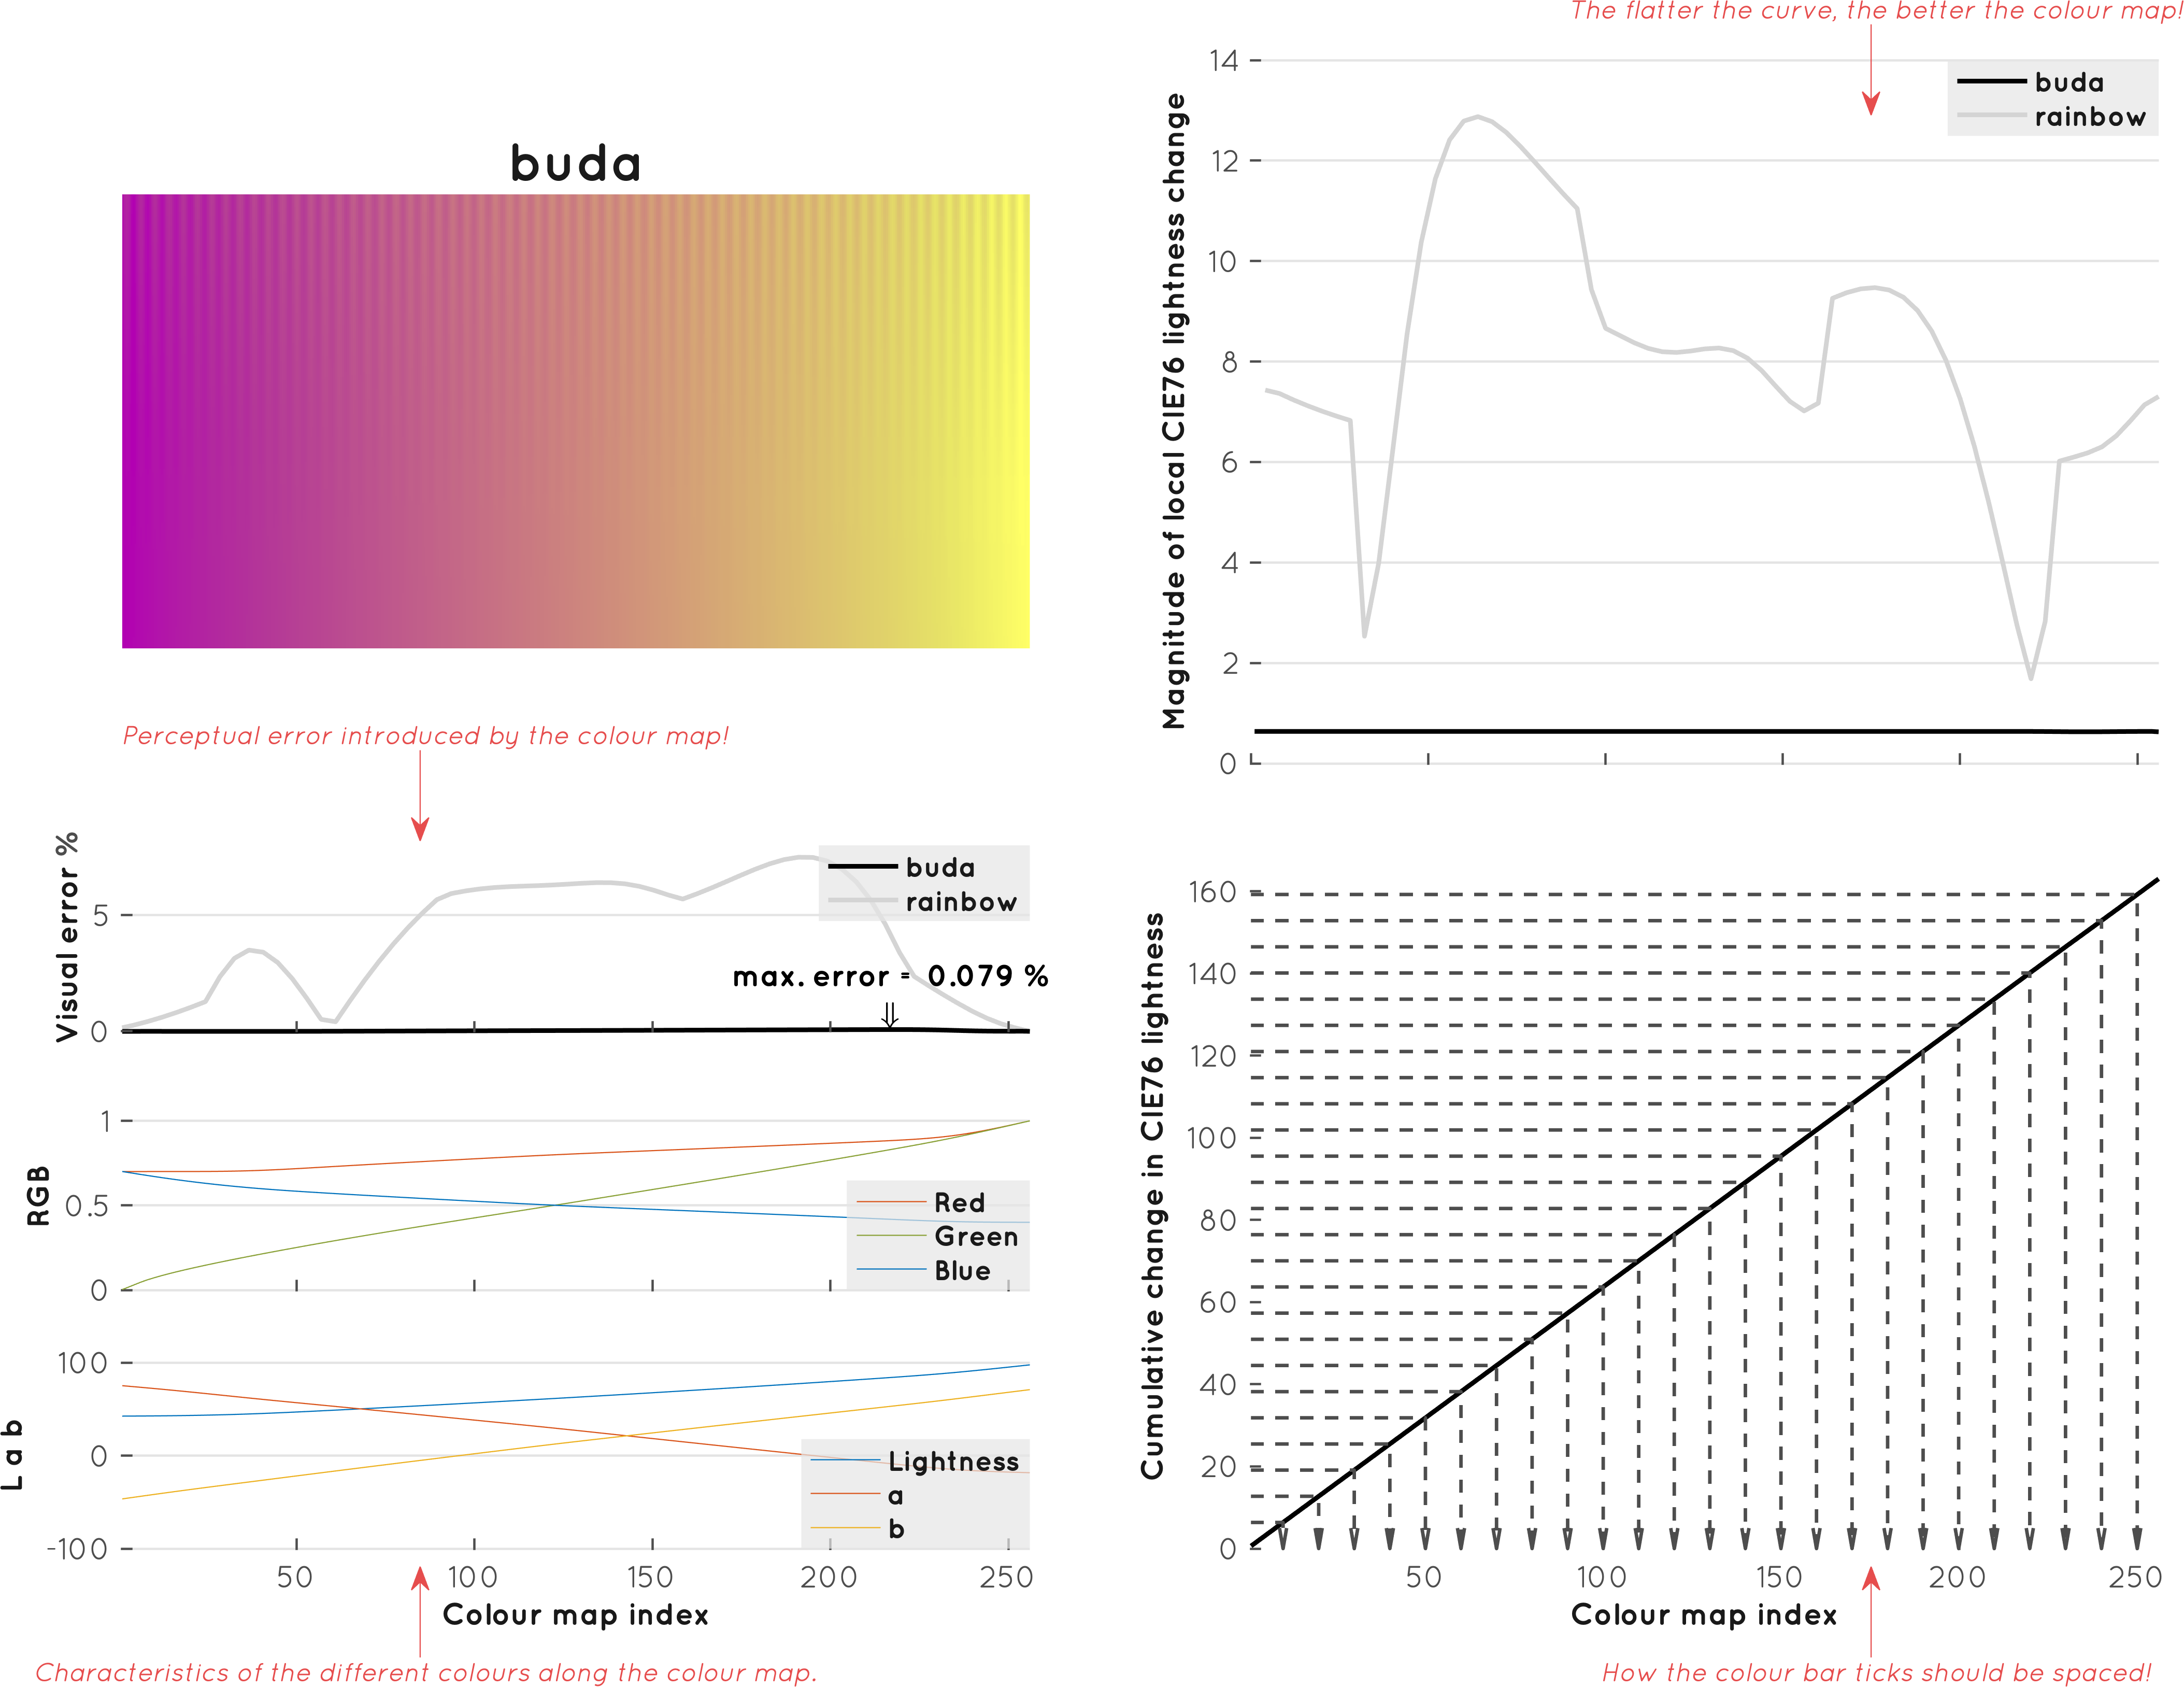 The flatter the curve, the better the colour map!
buda
Perceptual error introduced by the colour map!
Visual error %
5
0
buda
rainbow
max. error = 0.079 %
RGB
1
0.5
0
Red
Green
Blue
L a b
100
0
-100
Lightness
a
b
50 100 150 200 250
Colour map index
Characteristics of the different colours along the colour map.
Magnitude of local CIE76 lightness change
14
12
10
8
6
4
2
0
buda
rainbow
Cumulative change in CIE76 lightness
160
140
120
100
80
60
40
20
0
50 100 150 200 250
Colour map index
How the colour bar ticks should be spaced!